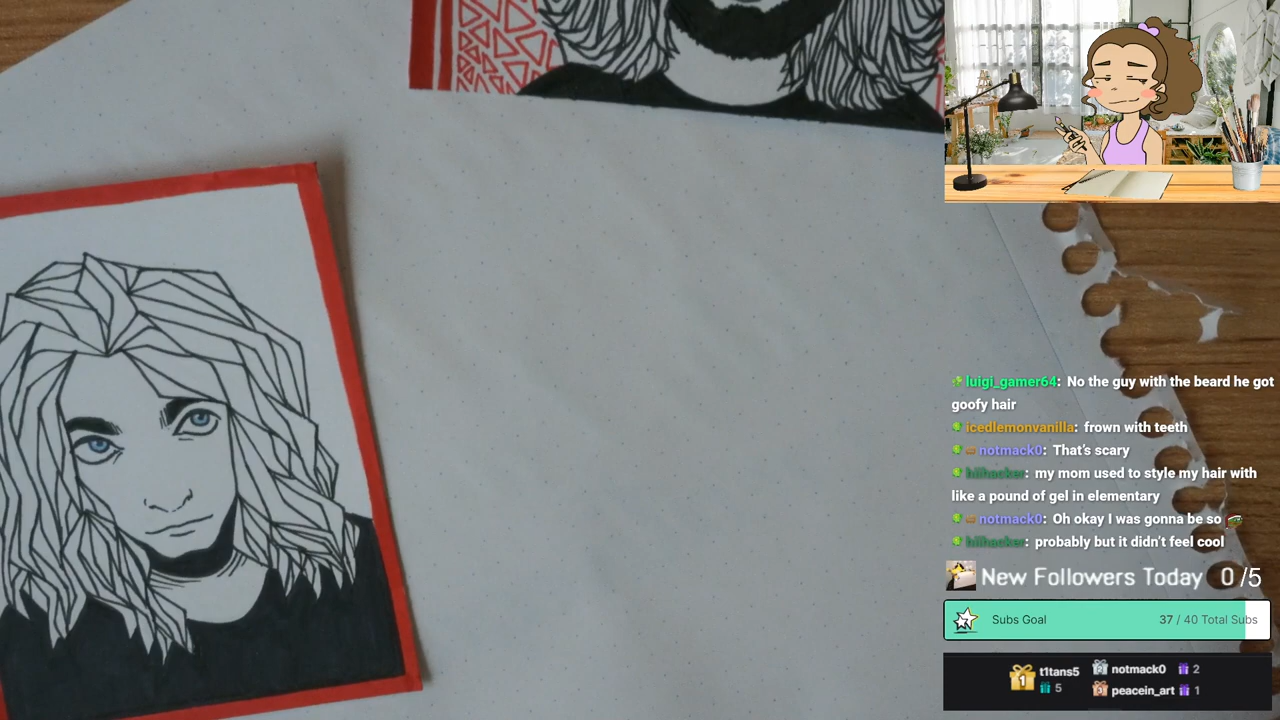 luigi_gamer64: No the guy with the beard he got
goofy hair
icedlemonvanilla: frown with teeth
notmack0: That's scary
hiihacker: my mom used to style my hair with
like a pound of gel in elementary
notmack0: Oh okay I was gonna be so
hiihacker: probably but it didn't feel cool
New Followers Today 0 /5
Subs Goal 37 / 40 Total Subs
1 t1tans5 5
notmack0 2
peacein_art 1